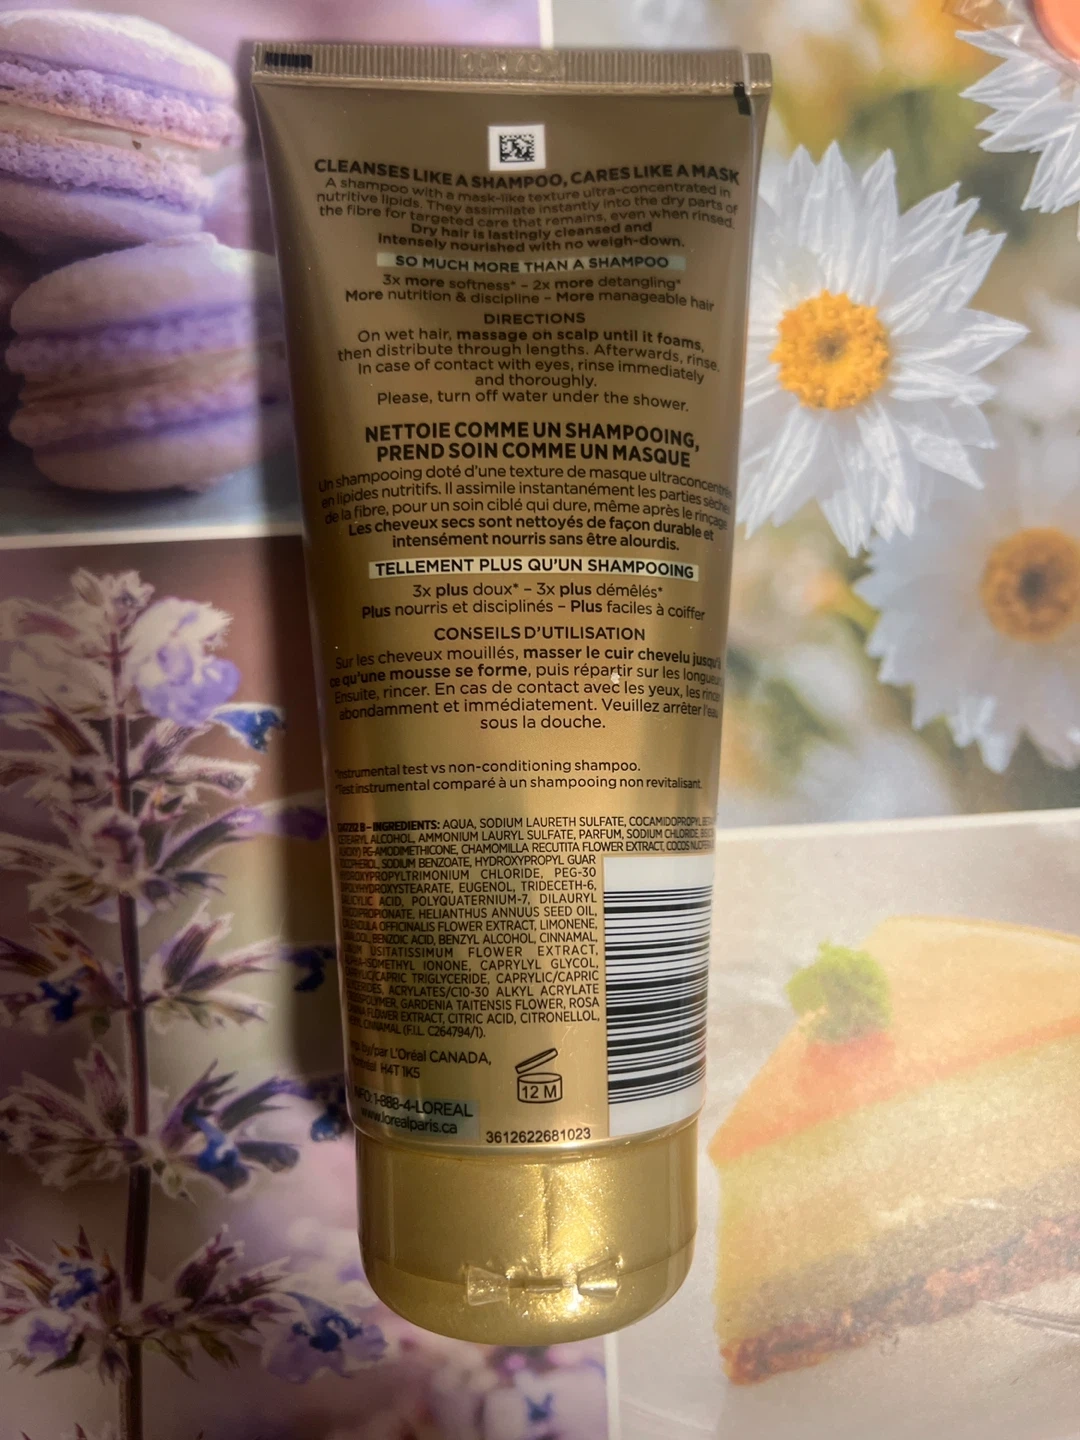 CLEANSES LIKE A SHAMPOO, CARES LIKE A MASK
A shampoo with a mask-like texture ultra-concentrated in
nutritive lipids. They assimilate instantly into the dry parts of
the fibre for targeted care that remains, even when rinsed.
Dry hair is lastingly cleansed and
intensely nourished with no weigh-down.
SO MUCH MORE THAN A SHAMPOO
3x more softness* – 2x more detangling*
More nutrition & discipline – More manageable hair
DIRECTIONS
On wet hair, massage on scalp until it foams,
then distribute through lengths. Afterwards, rinse.
In case of contact with eyes, rinse immediately
and thoroughly.
Please, turn off water under the shower.
NETTOIE COMME UN SHAMPOOING,
PREND SOIN COMME UN MASQUE
Un shampooing doté d'une texture de masque
en lipides nutritifs. Il assimile instantanément les parties sèches
de la fibre, pour un soin ciblé qui dure, même après le rinçage.
Les cheveux secs sont nettoyés de façon durable et
intensément nourris sans être alourdis.
TELLEMENT PLUS QU'UN SHAMPOOING
3x plus doux* – 3x plus démêlés*
Plus nourris et disciplinés – Plus faciles à coiffer
CONSEILS D'UTILISATION
Sur les cheveux mouillés, masser le cuir chevelu
ce qu'une mousse se forme, puis répartir sur les
Ensuite, rincer. En cas de contact avec les yeux, les
abondamment et immédiatement. Veuillez arrêter
sous la douche.
*Instrumental test vs non-conditioning shampoo.
*Test instrumental comparé à un shampooing non revitalisant.
INGREDIENTS: AQUA, SODIUM LAURETH SULFATE,
CETEARYL ALCOHOL, AMMONIUM LAURYL SULFATE, PARFUM, SODIUM CHLORIDE,
PG-AMODIMETHICONE, CHAMOMILLA RECUTITA FLOWER EXTRACT, COCOS
TOCOPHEROL, SODIUM BENZOATE, HYDROXYPROPYL GUAR
HYDROXYPROPYLTRIMONIUM CHLORIDE, PEG-30
EUGENOL, TRIDECETH-6,
SALICYLIC ACID, POLYQUATERNIUM-7, DILAURYL
HELIANTHUS ANNUUS SEED OIL,
CALENDULA OFFICINALIS FLOWER EXTRACT, LIMONENE,
BENZOIC ACID, BENZYL ALCOHOL, CINNAMAL,
USITATISSIMUM FLOWER EXTRACT,
IONONE, CAPRYLYL GLYCOL,
CAPRYLIC/CAPRIC TRIGLYCERIDE, CAPRYLIC/CAPRIC
ACRYLATES/C10-30 ALKYL ACRYLATE
GARDENIA TAITENSIS FLOWER, ROSA
FLOWER EXTRACT, CITRIC ACID, CITRONELLOL,
CINNAMAL (F.I.L. C264794/1).
by/par L'Oréal CANADA,
H4T 1K5
1-888-4-LOREAL
www.lorealparis.ca
12 M
3612622681023